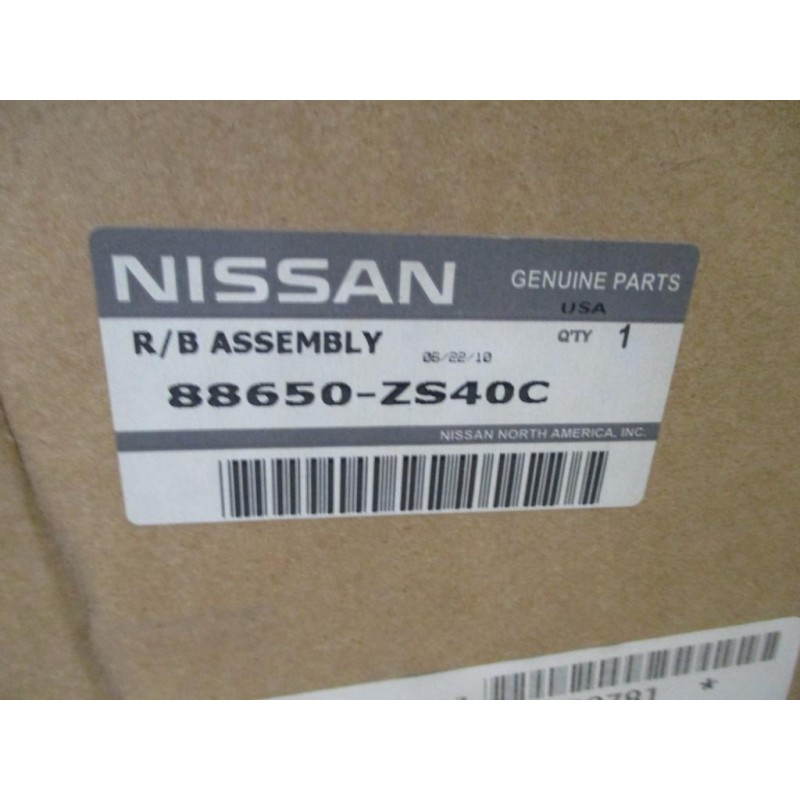 NISSAN GENUINE PARTS
USA
R/B ASSEMBLY 06/22/10 Q'TY 1
88650-ZS40C
NISSAN NORTH AMERICA, INC.
*